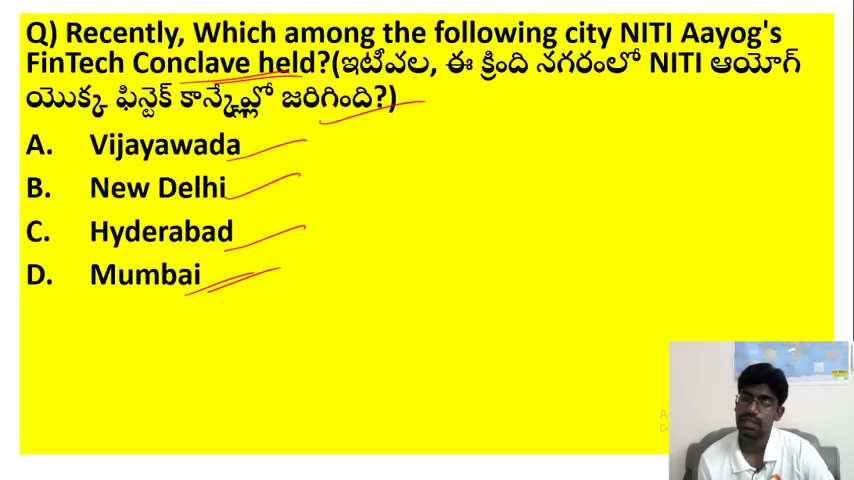 Q) Recently, Which among the following city NITI Aayog's
FinTech Conclave held?(ఇటీవల, ఈ క్రింది నగరంలో NITI ఆయోగ్
యొక్క ఫిన్టెక్ కాన్క్లేవ్లో జరిగింది?)
A. Vijayawada
B. New Delhi
C. Hyderabad
D. Mumbai